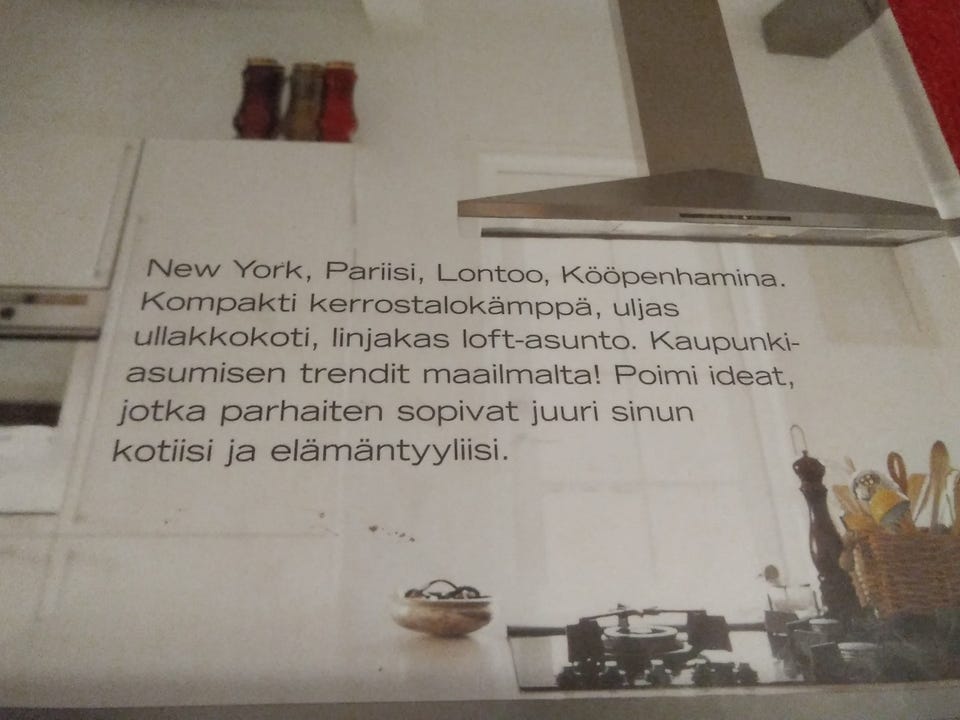 New York, Pariisi, Lontoo, Kööpenhamina.
Kompakti kerrostalokämppä, uljas
ullakkokoti, linjakas loft-asunto. Kaupunki-
asumisen trendit maailmalta! Poimi ideat,
jotka parhaiten sopivat juuri sinun
kotiisi ja elämäntyyliisi.